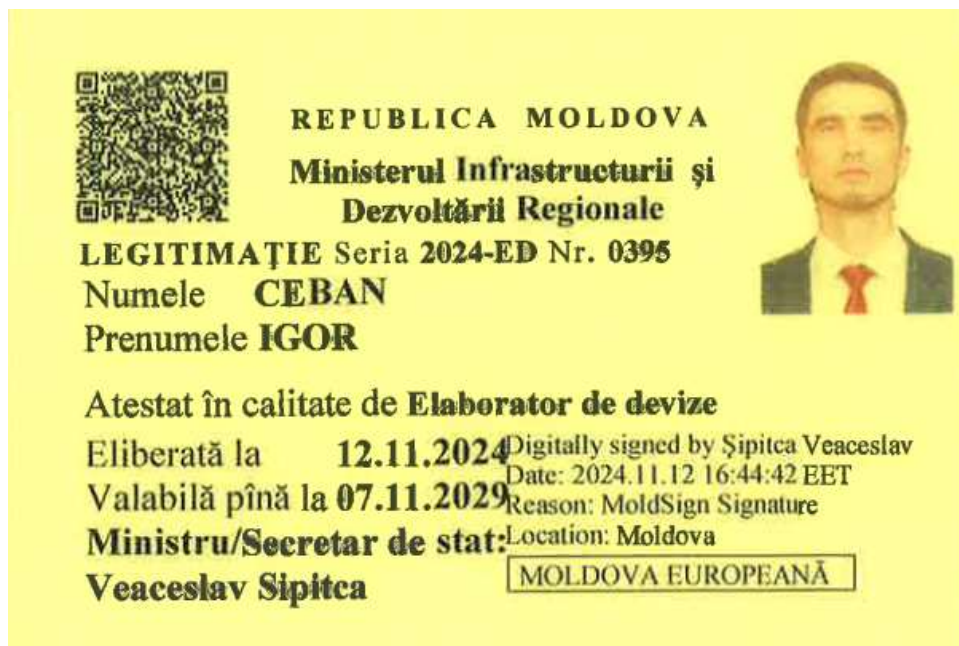 REPUBLICA MOLDOVA
Ministerul Infrastructurii și
Dezvoltării Regionale
LEGITIMAȚIE Seria 2024-ED Nr. 0395
Numele CEBAN
Prenumele IGOR
Atestat în calitate de Elaborator de devize
Eliberată la 12.11.2024
Valabilă pînă la 07.11.2029
Ministru/Secretar de stat:
Veaceslav Sipitca
Digitally signed by Șipitca Veaceslav
Date: 2024.11.12 16:44:42 EET
Reason: MoldSign Signature
Location: Moldova
MOLDOVA EUROPEANĂ